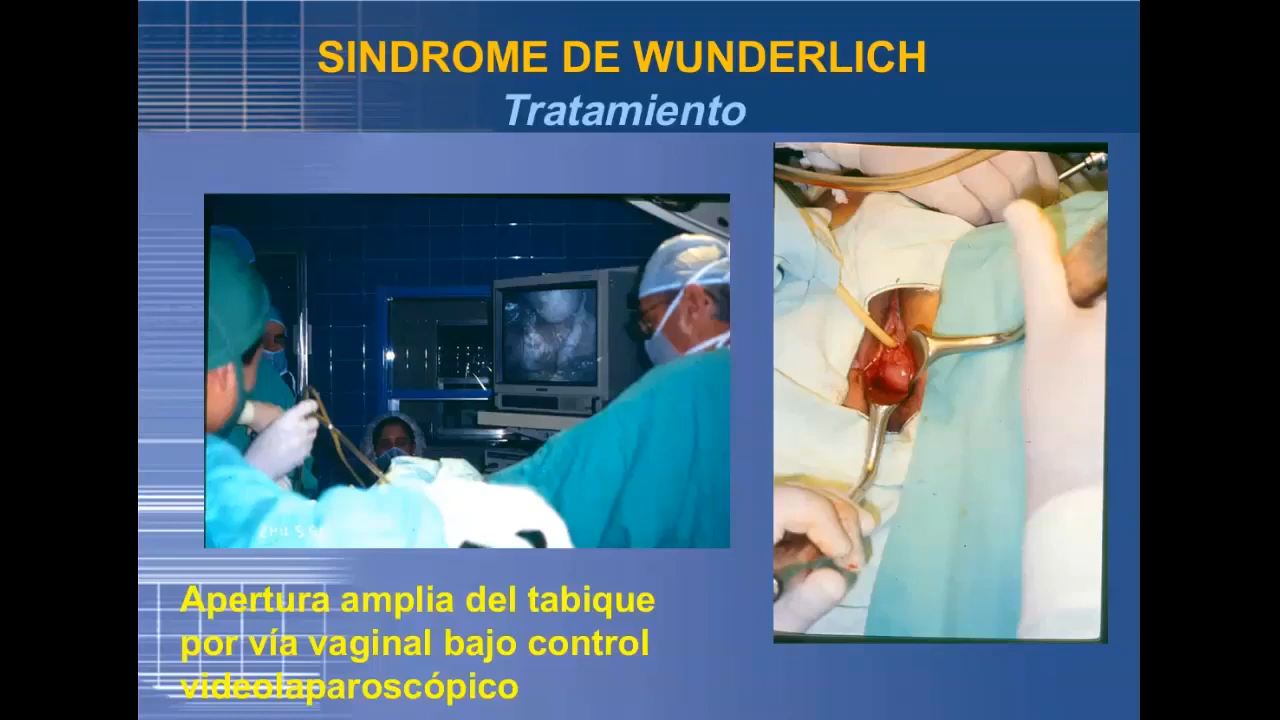 SINDROME DE WUNDERLICH
Tratamiento
Apertura amplia del tabique
por vía vaginal bajo control
videolaparoscópico